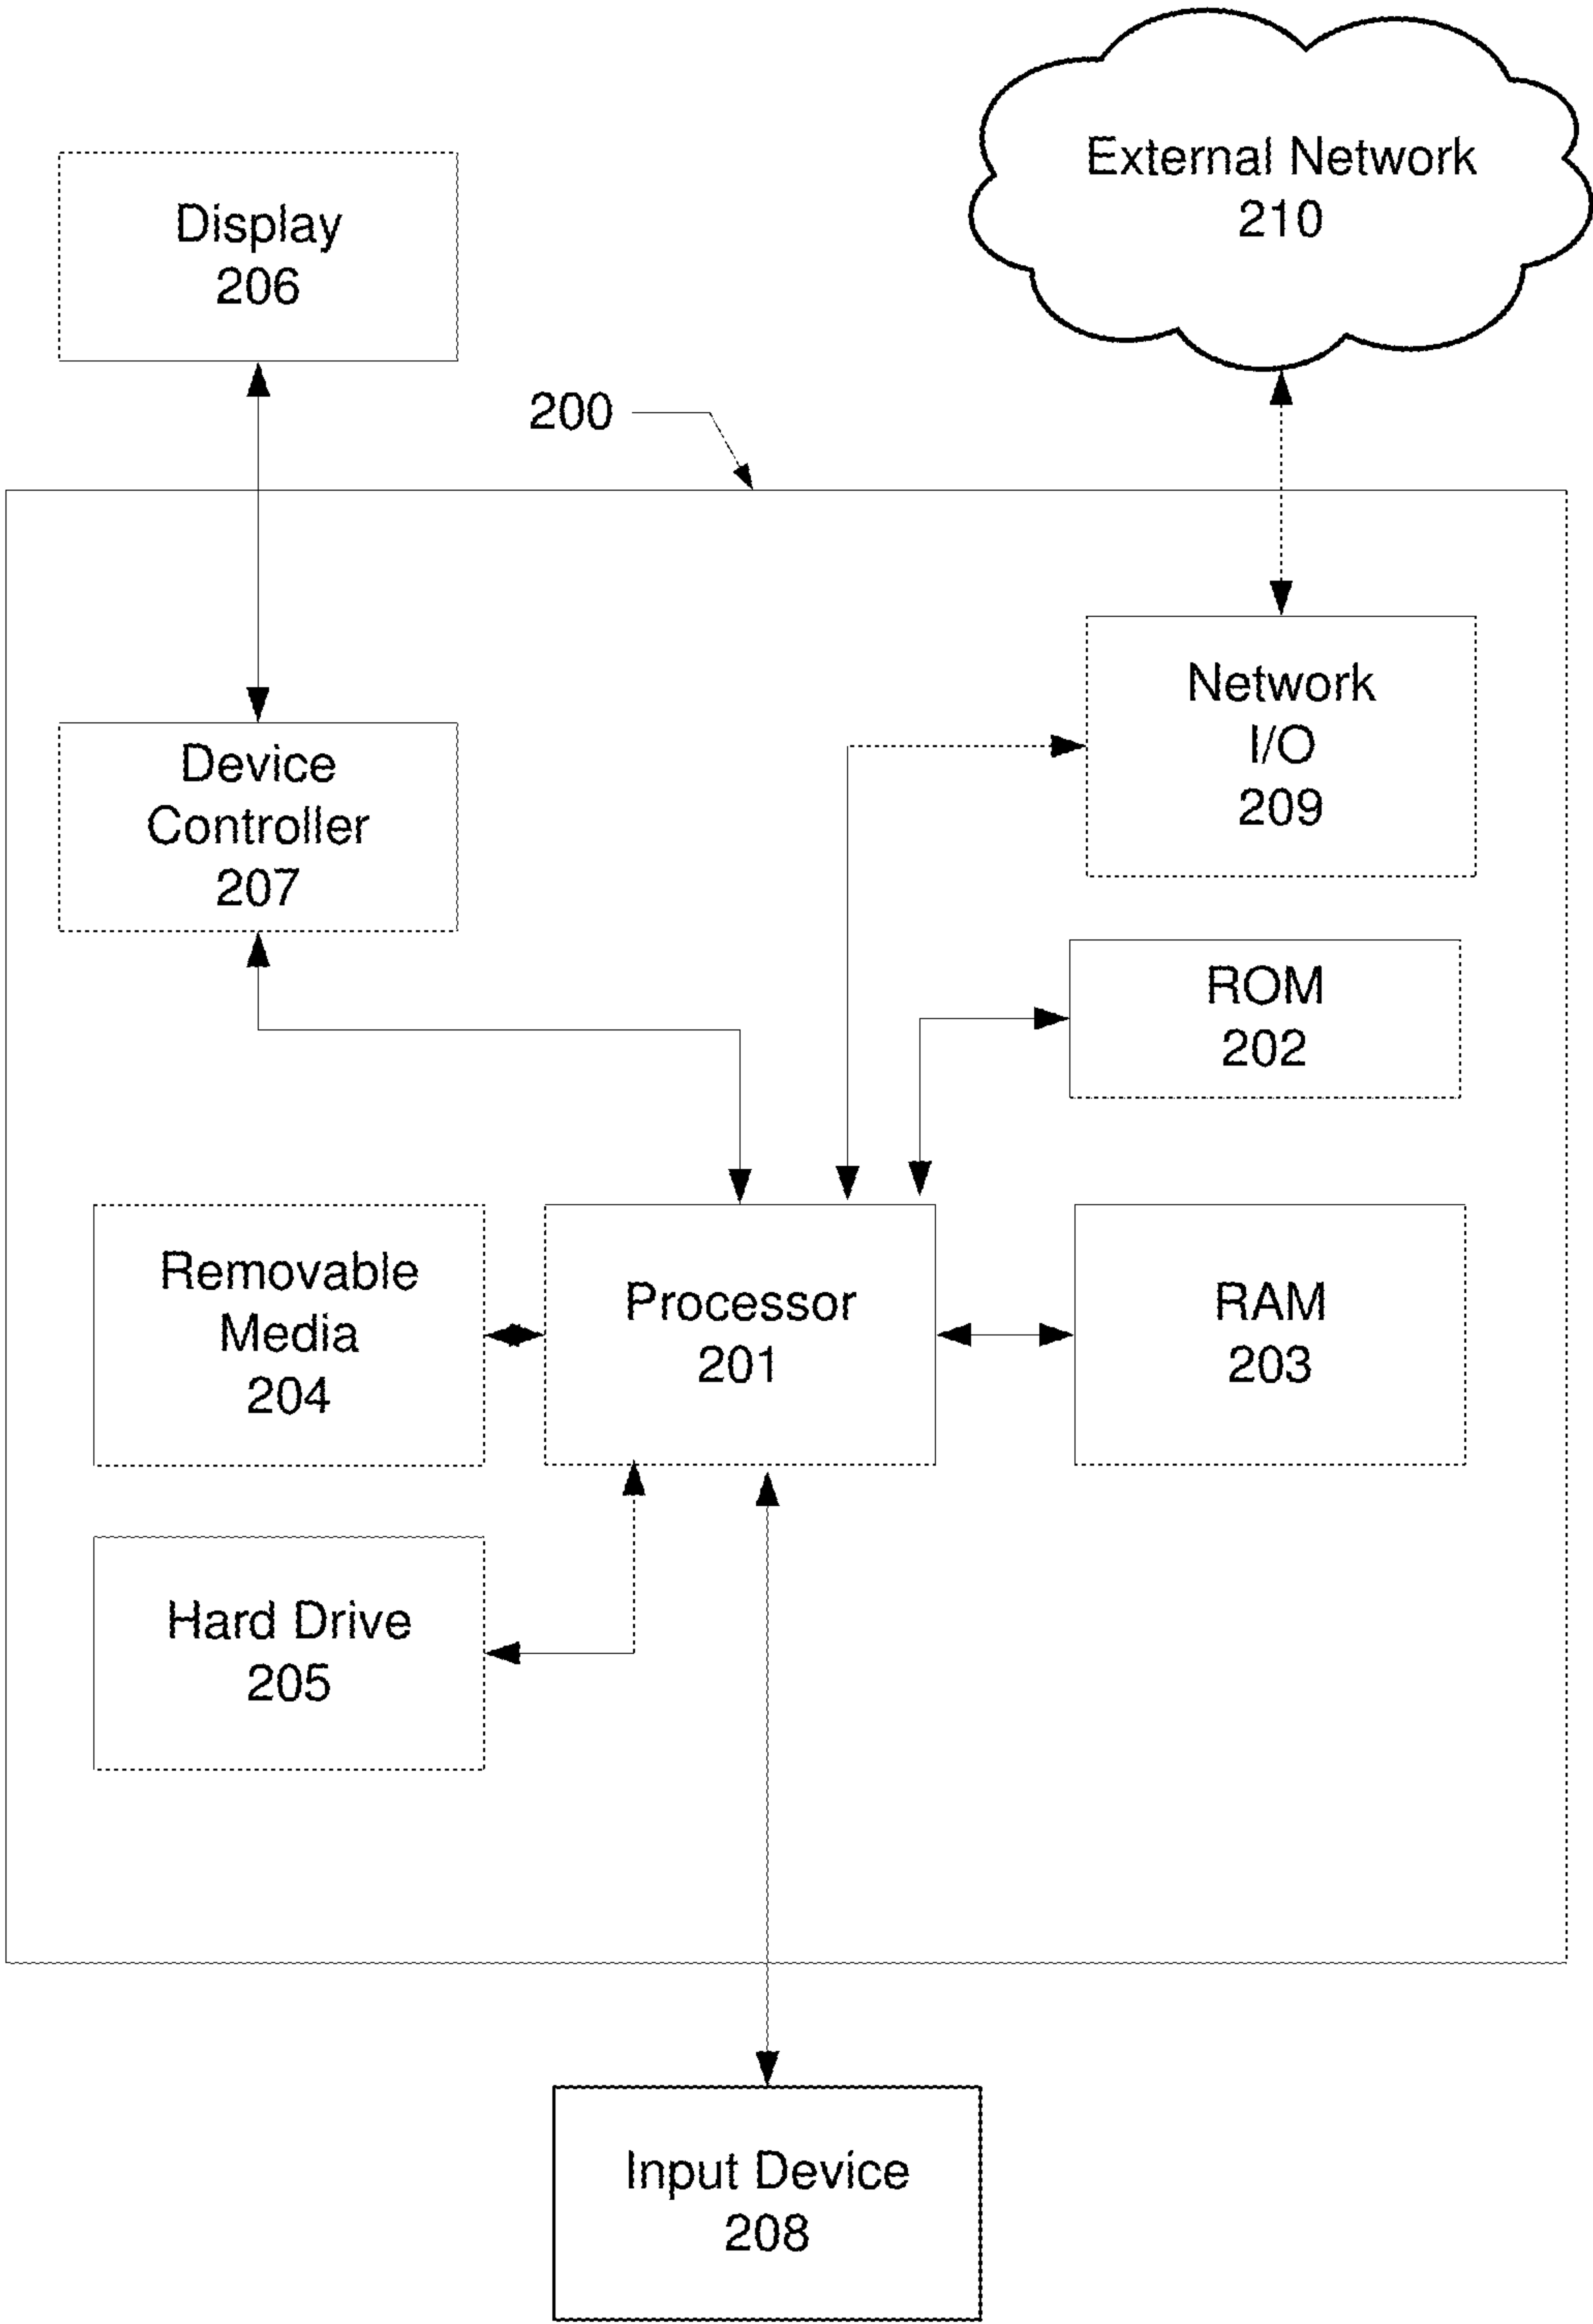 External Network
210
Display
206
200
Network
I/O
209
Device
Controller
207
ROM
202
Removable
Media
204
Processor
201
RAM
203
Hard Drive
205
Input Device
208